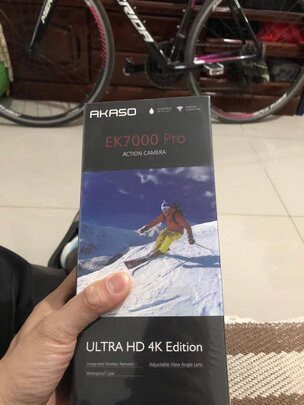 AKASO
EK7000 Pro
ACTION CAMERA
ULTRA HD 4K Edition
Integrated Wireless Network
Adjustable View Angle Lens
Waterproof Case